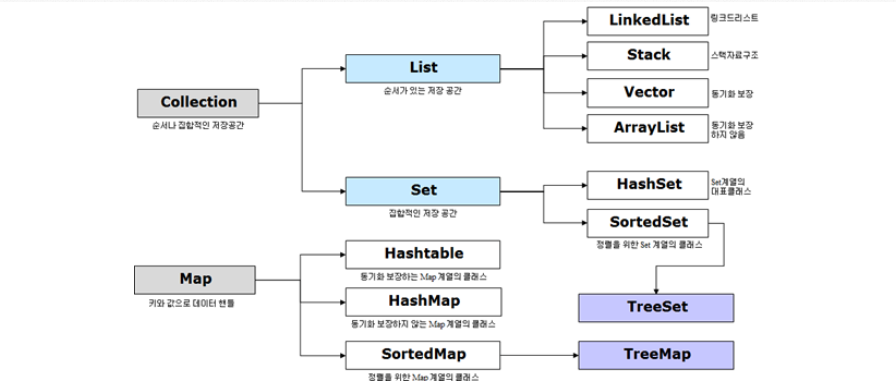 LinkedList
링크드리스트
Stack
스택자료구조
List
순서가 있는 저장 공간
Vector
동기화 보장
Collection
순서나 집합적인 저장공간
ArrayList
동기화 보장
하지 않음
Set
집합적인 저장 공간
HashSet
Set계열의
대표클래스
SortedSet
정렬을 위한 Set 계열의 클래스
Hashtable
동기화 보장하는 Map 계열의 클래스
Map
키와 값으로 데이터 핸들
HashMap
동기화 보장하지 않는 Map 계열의 클래스
TreeSet
SortedMap
정렬을 위한 Map 계열의 클래스
TreeMap